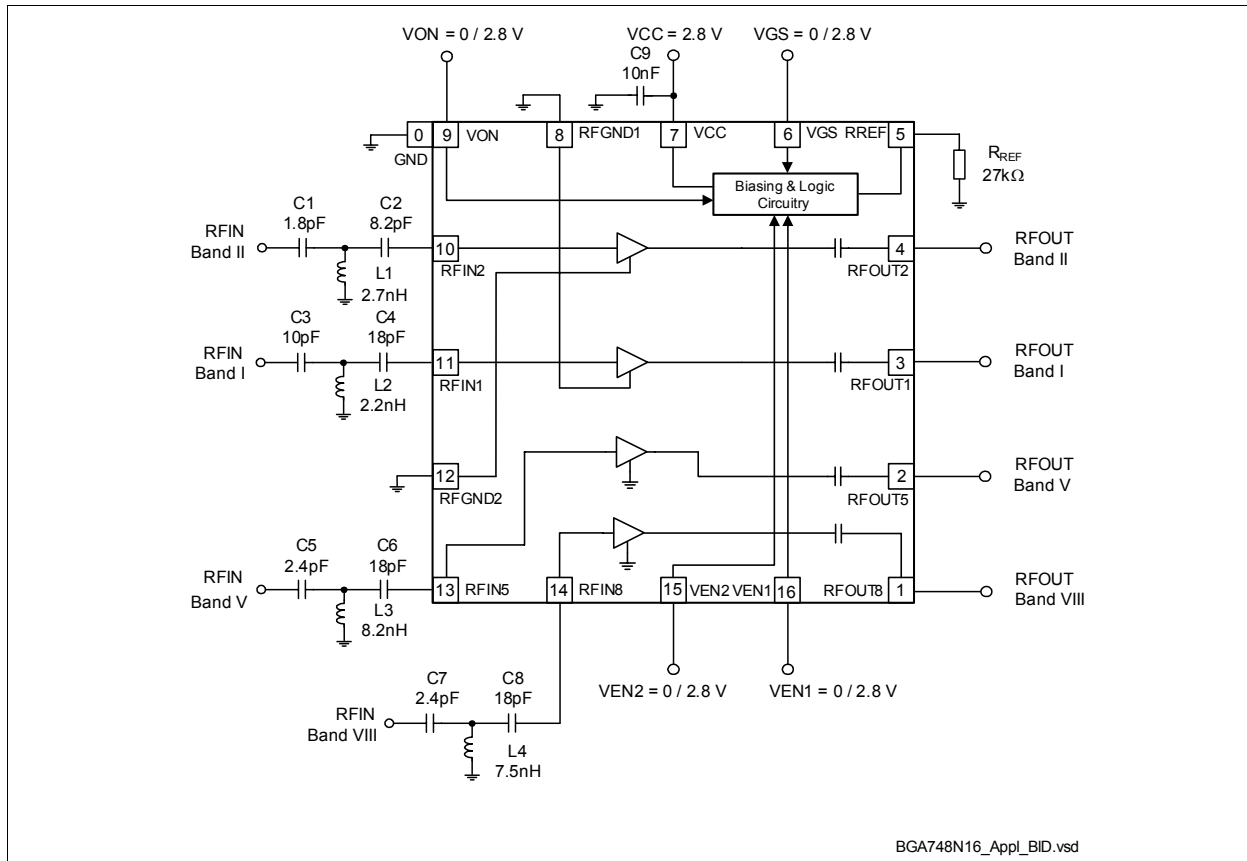 VON = 0 / 2.8 V
VCC = 2.8 V
VGS = 0 / 2.8 V
C9
10nF
0
9
VON
8
RFGND1
7
VCC
6
VGS
RREF
5
GND
RREF
27kΩ
Biasing & Logic
Circuitry
C1
1.8pF
C2
8.2pF
RFIN
Band II
10
RFIN2
L1
2.7nH
4
RFOUT2
RFOUT
Band II
C3
10pF
C4
18pF
RFIN
Band I
11
RFIN1
L2
2.2nH
3
RFOUT1
RFOUT
Band I
12
RFGND2
2
RFOUT5
RFOUT
Band V
C5
2.4pF
C6
18pF
RFIN
Band V
13
RFIN5
L3
8.2nH
14
RFIN8
15
VEN2
VEN1
16
RFOUT8
1
RFOUT
Band VIII
VEN2 = 0 / 2.8 V
VEN1 = 0 / 2.8 V
C7
2.4pF
C8
18pF
RFIN
Band VIII
L4
7.5nH
BGA748N16_Appl_BID.vsd